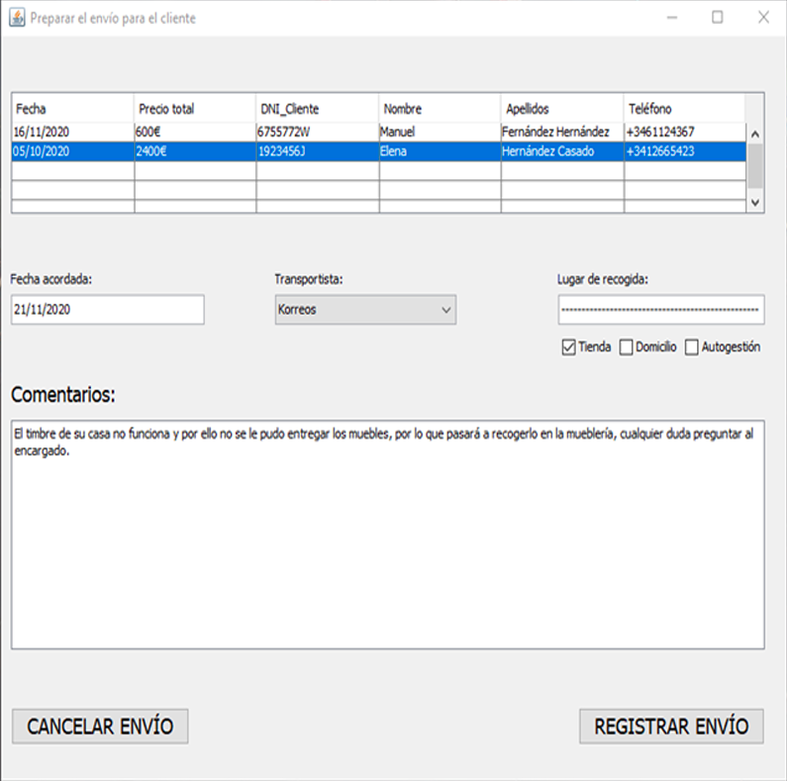 Preparar el envío para el cliente
Fecha Precio total DNI_Cliente Nombre Apellidos Teléfono
16/11/2020 600€ 6755772W Manuel Fernández Hernández +3461124367
05/10/2020 2400€ 1923456J Elena Hernández Casado +3412665423
Fecha acordada: Transportista: Lugar de recogida:
21/11/2020 Korreos --------------------------------------------------
Tienda Domicilio Autogestión
Comentarios:
El timbre de su casa no funciona y por ello no se le pudo entregar los muebles, por lo que pasará a recogerlo en la mueblería, cualquier duda preguntar al
encargado.
CANCELAR ENVÍO REGISTRAR ENVÍO